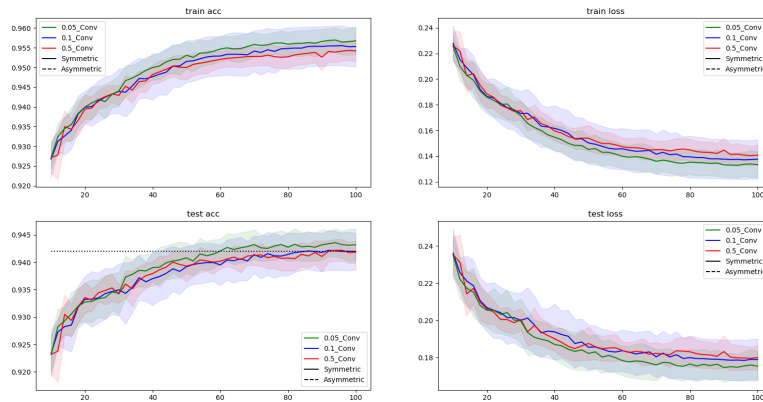 train acc
0.960
0.955
0.950
0.945
0.940
0.935
0.930
0.925
0.920
0.05_Conv
0.1_Conv
0.5_Conv
Symmetric
Asymmetric
20 40 60 80 100
train loss
0.24
0.22
0.20
0.18
0.16
0.14
0.12
0.05_Conv
0.1_Conv
0.5_Conv
Symmetric
Asymmetric
20 40 60 80 100
test acc
0.945
0.940
0.935
0.930
0.925
0.920
0.05_Conv
0.1_Conv
0.5_Conv
Symmetric
Asymmetric
20 40 60 80 100
test loss
0.24
0.22
0.20
0.18
0.05_Conv
0.1_Conv
0.5_Conv
Symmetric
Asymmetric
20 40 60 80 100